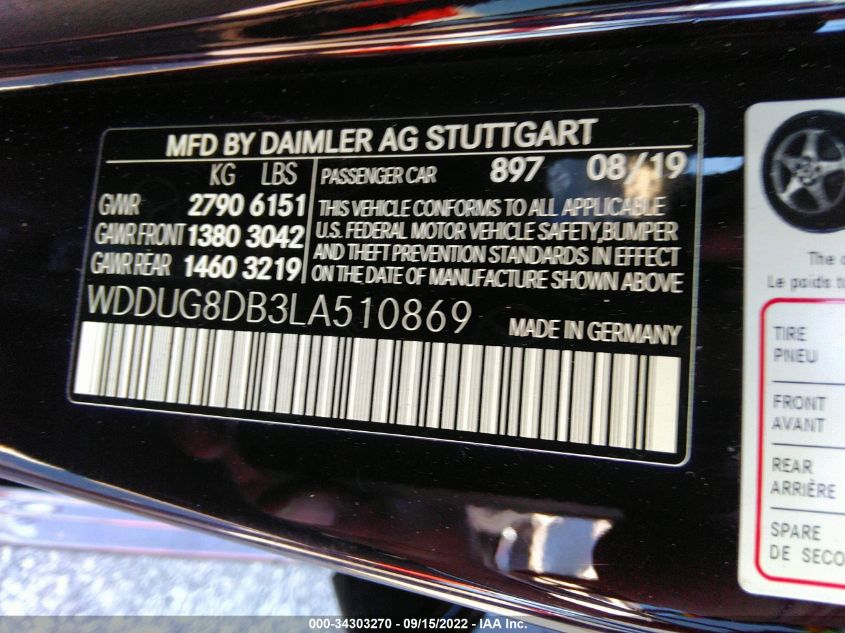 MFD BY DAIMLER AG STUTTGART
KG LBS
GVWR 2790 6151
GAWR FRONT 1380 3042
GAWR REAR 1460 3219
PASSENGER CAR 897 08/19
THIS VEHICLE CONFORMS TO ALL APPLICABLE
U.S. FEDERAL MOTOR VEHICLE SAFETY,BUMPER
AND THEFT PREVENTION STANDARDS IN EFFECT
ON THE DATE OF MANUFACTURE SHOWN ABOVE
WDDUG8DB3LA510869
MADE IN GERMANY
The
Le poids
TIRE
PNEU
FRONT
AVANT
REAR
ARRIÈRE
SPARE
DE
000-34303270 - 09/15/2022 - IAA Inc.